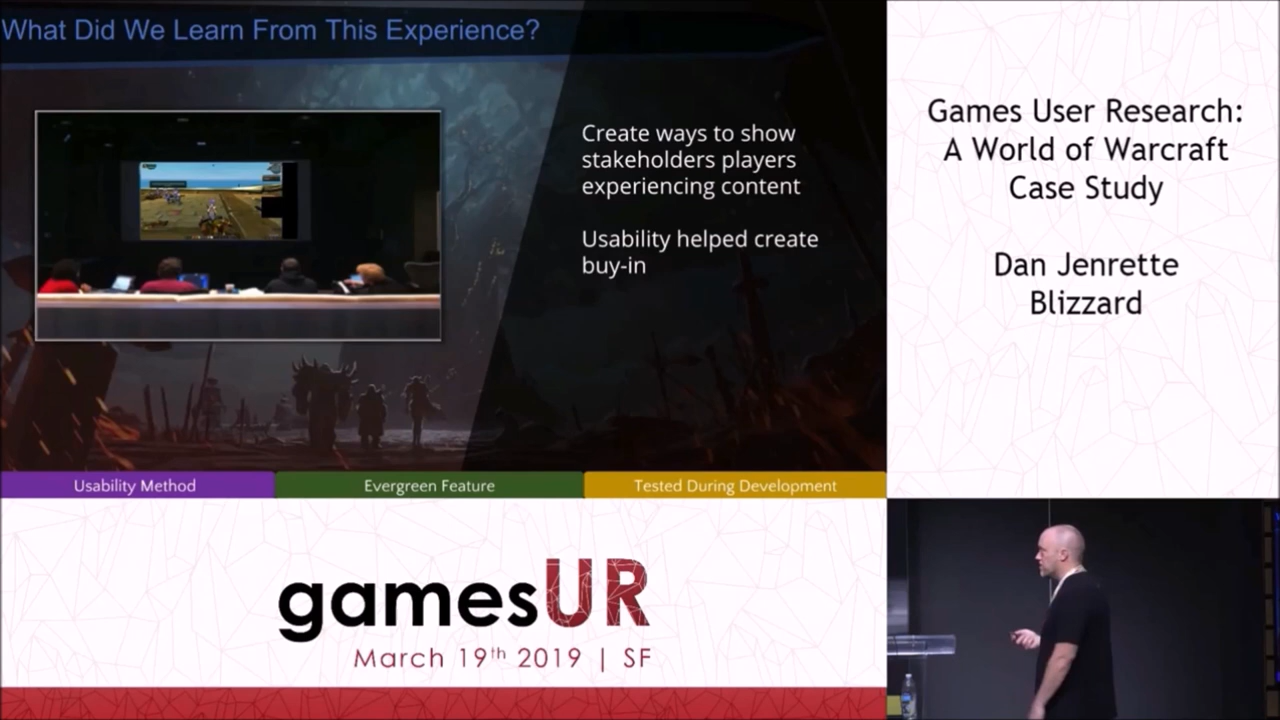 What Did We Learn From This Experience?
Create ways to show
stakeholders players
experiencing content
Usability helped create
buy-in
Usability Method
Evergreen Feature
Tested During Development
Games User Research:
A World of Warcraft
Case Study
Dan Jenrette
Blizzard
gamesUR
March 19th 2019 | SF